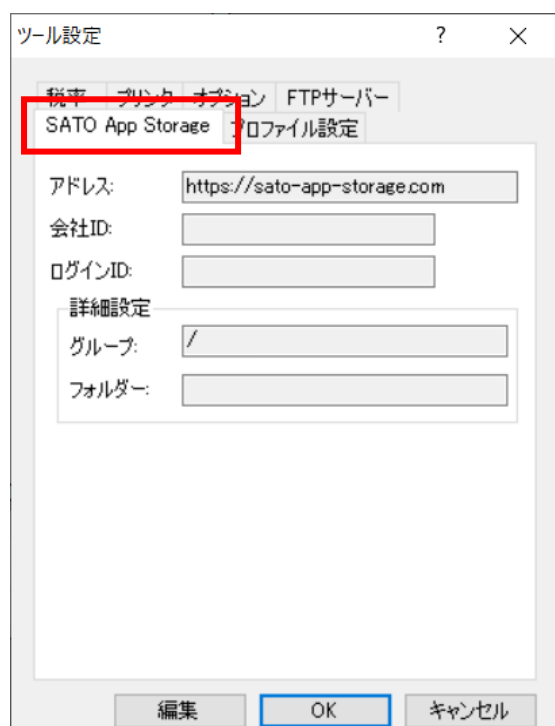 ツール設定
? ×
税率 プリンタ オプション FTPサーバー
SATO App Storage プロファイル設定
アドレス: https://sato-app-storage.com
会社ID:
ログインID:
詳細設定
グループ: /
フォルダー:
編集 OK キャンセル